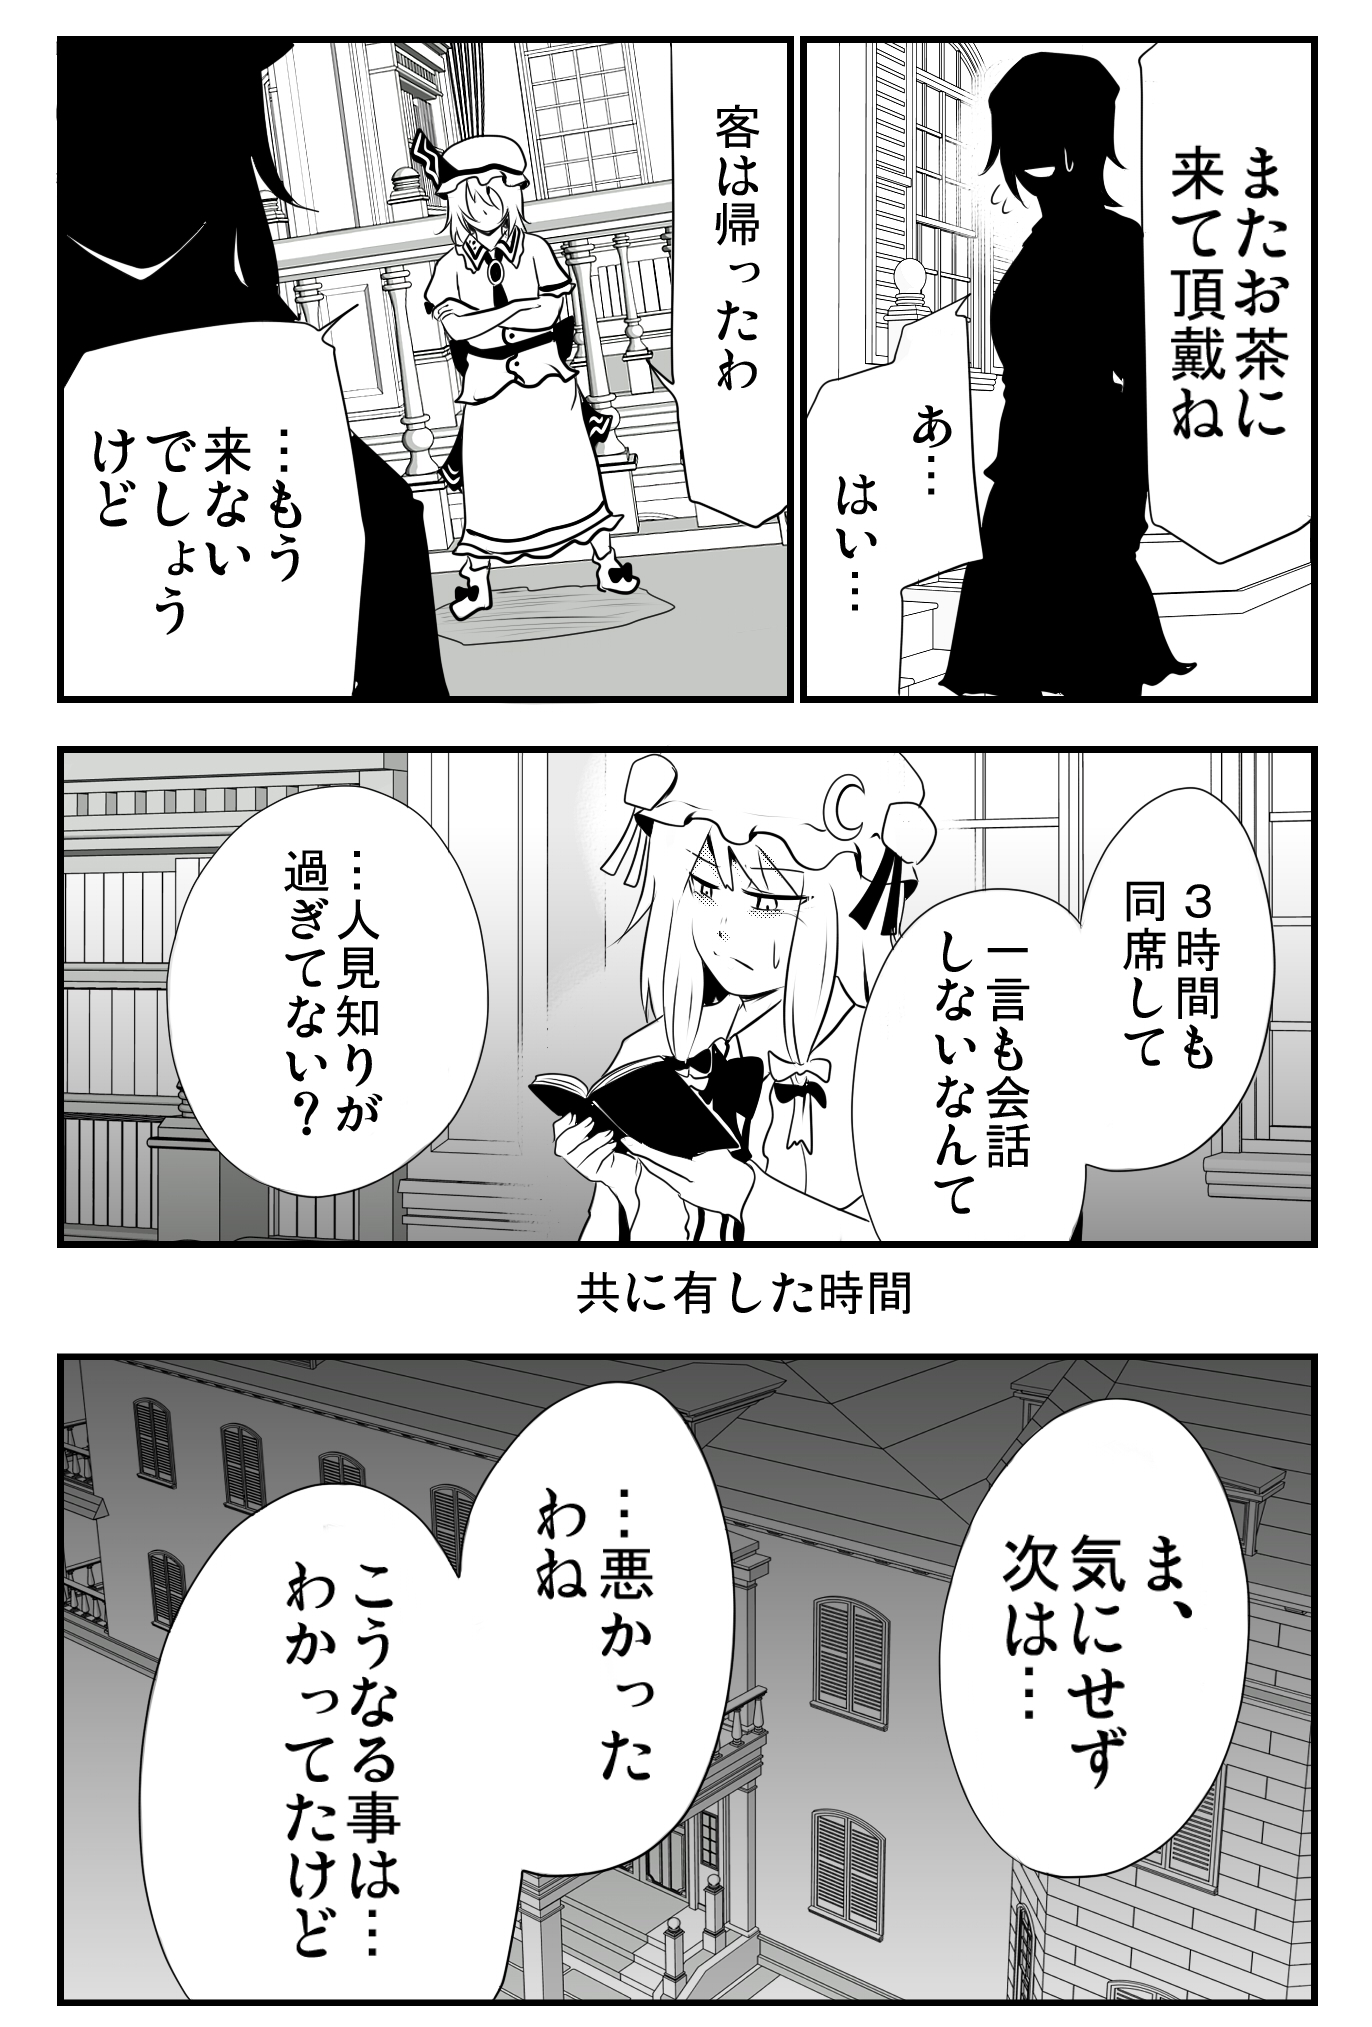 またお茶に
来て頂戴ね
あ…
はい…
客は帰ったわ
…もう
来ない
でしょう
けど
３時間も
同席して
一言も会話
しないなんて
…人見知りが
過ぎてない？
共に有した時間
ま、
気にせず
次は…
…悪かった
わね
こうなる事は…
わかってたけど